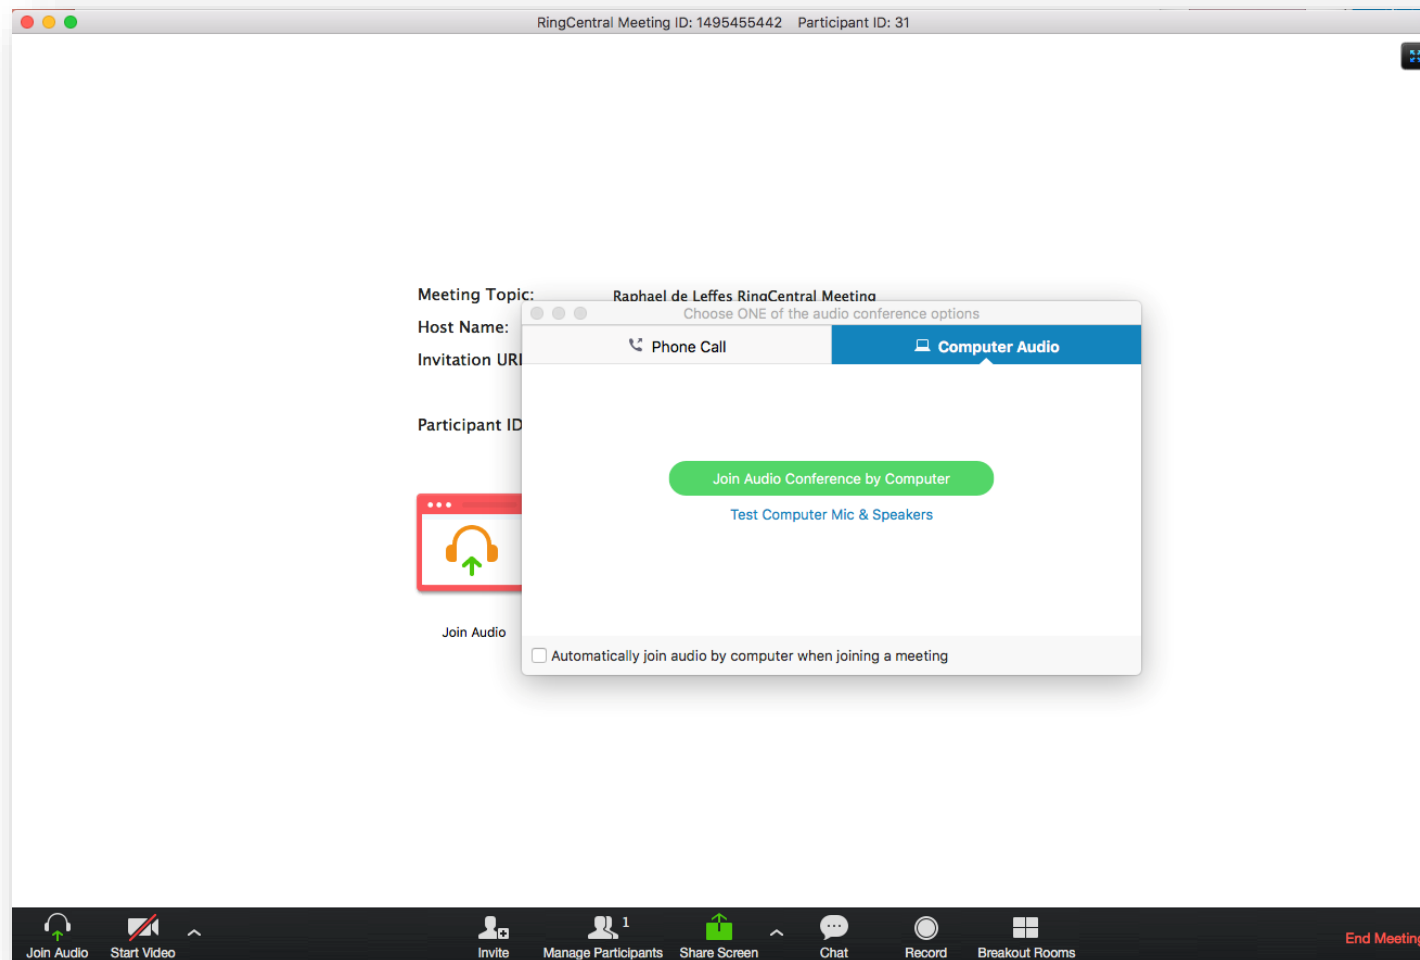 RingCentral Meeting ID: 1495455442 Participant ID: 31
Meeting Topic: Raphael de Leffes RingCentral Meeting
Choose ONE of the audio conference options
Host Name:
Phone Call Computer Audio
Invitation URL
Participant ID
Join Audio Conference by Computer
Test Computer Mic & Speakers
Join Audio
Automatically join audio by computer when joining a meeting
1
Join Audio Start Video Invite Manage Participants Share Screen Chat Record Breakout Rooms End Meeting